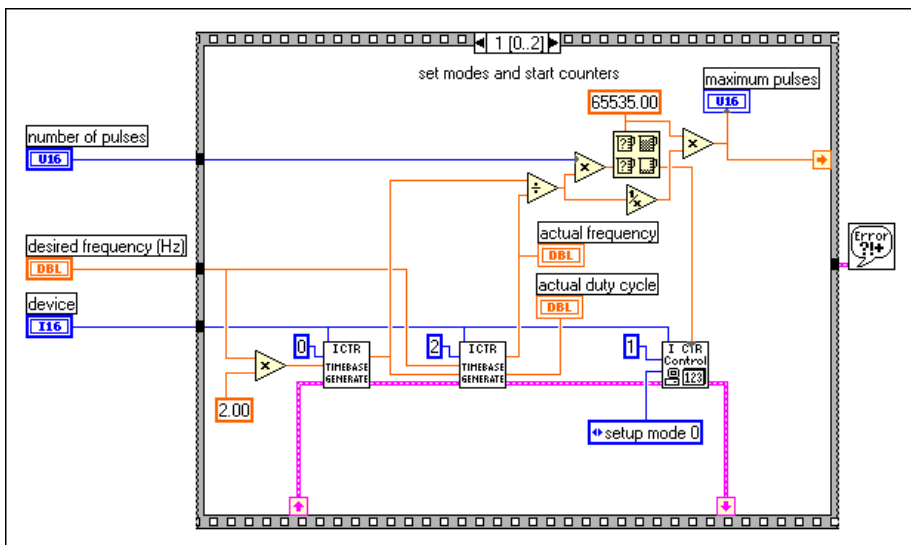 1 [0..2]
set modes and start counters
maximum pulses
65535.00
U16
number of pulses
U16
×
×
÷
1/x
actual frequency
DBL
desired frequency (Hz)
DBL
Error
?!+
actual duty cycle
DBL
device
I16
0
ICTR
TIMEBASE
GENERATE
2
ICTR
TIMEBASE
GENERATE
1
I CTR
Control
123
×
2.00
setup mode 0